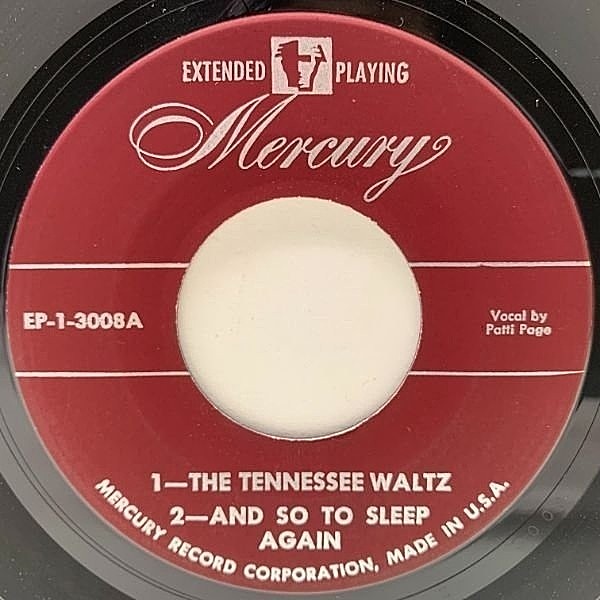 EXTENDED PLAYING
Mercury
EP-1-3008A
Vocal by
Patti Page
1—THE TENNESSEE WALTZ
2—AND SO TO SLEEP
AGAIN
MERCURY RECORD CORPORATION, MADE IN U.S.A.